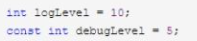 int logLevel = 10;
const int debugLevel = 5;